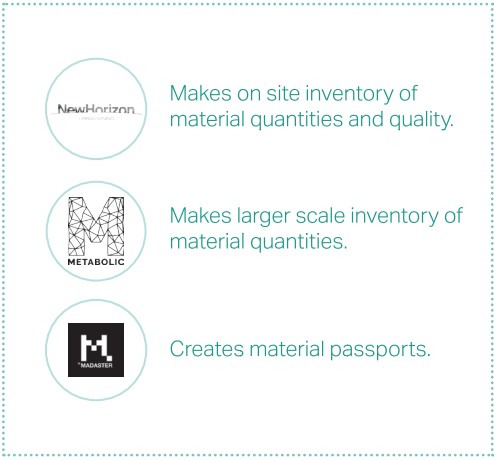 NewHorizon
Makes on site inventory of
material quantities and quality.
METABOLIC
Makes larger scale inventory of
material quantities.
MADASTER
Creates material passports.